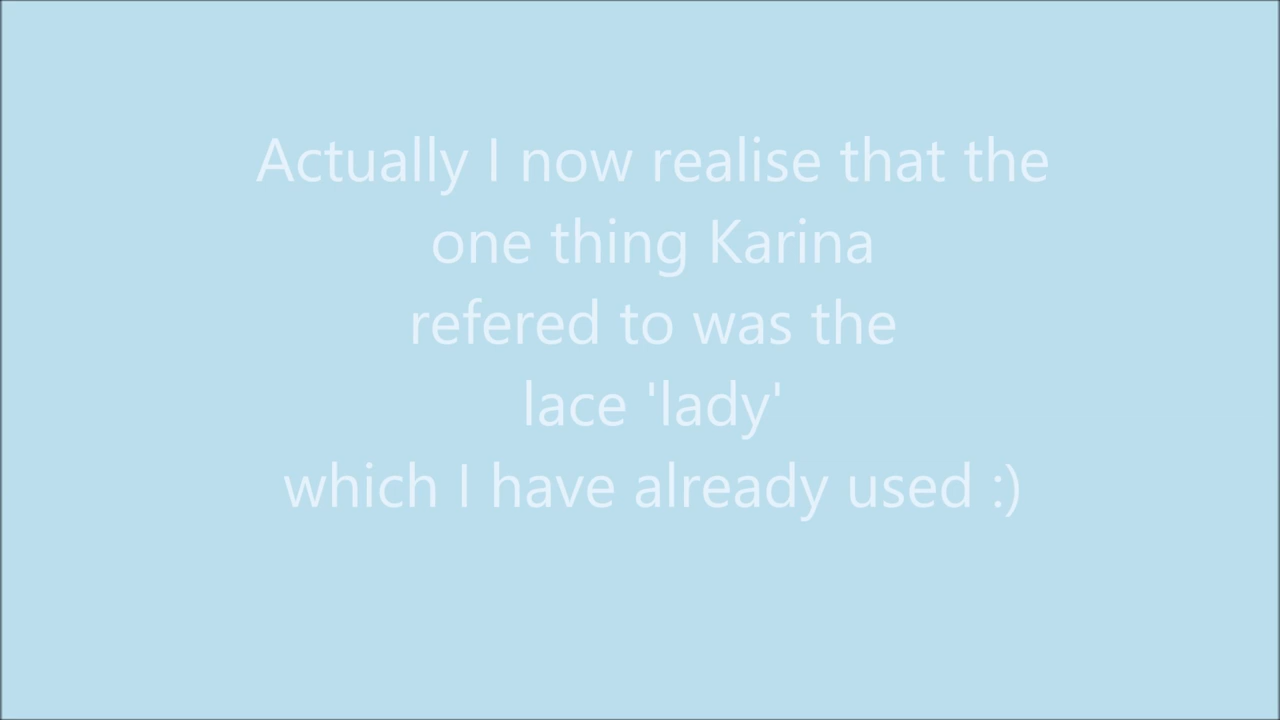 Actually I now realise that the
one thing Karina
refered to was the
lace 'lady'
which I have already used :)